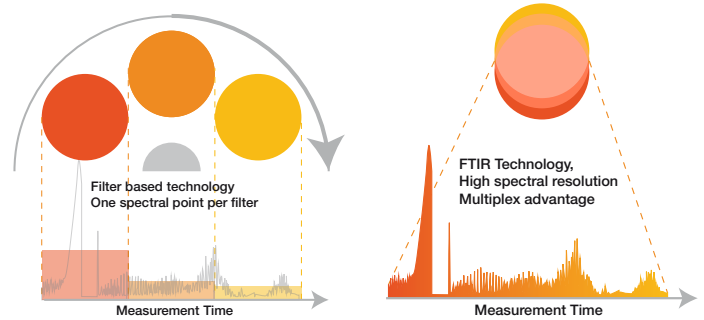 Filter based technology
One spectral point per filter
Measurement Time
FTIR Technology,
High spectral resolution
Multiplex advantage
Measurement Time